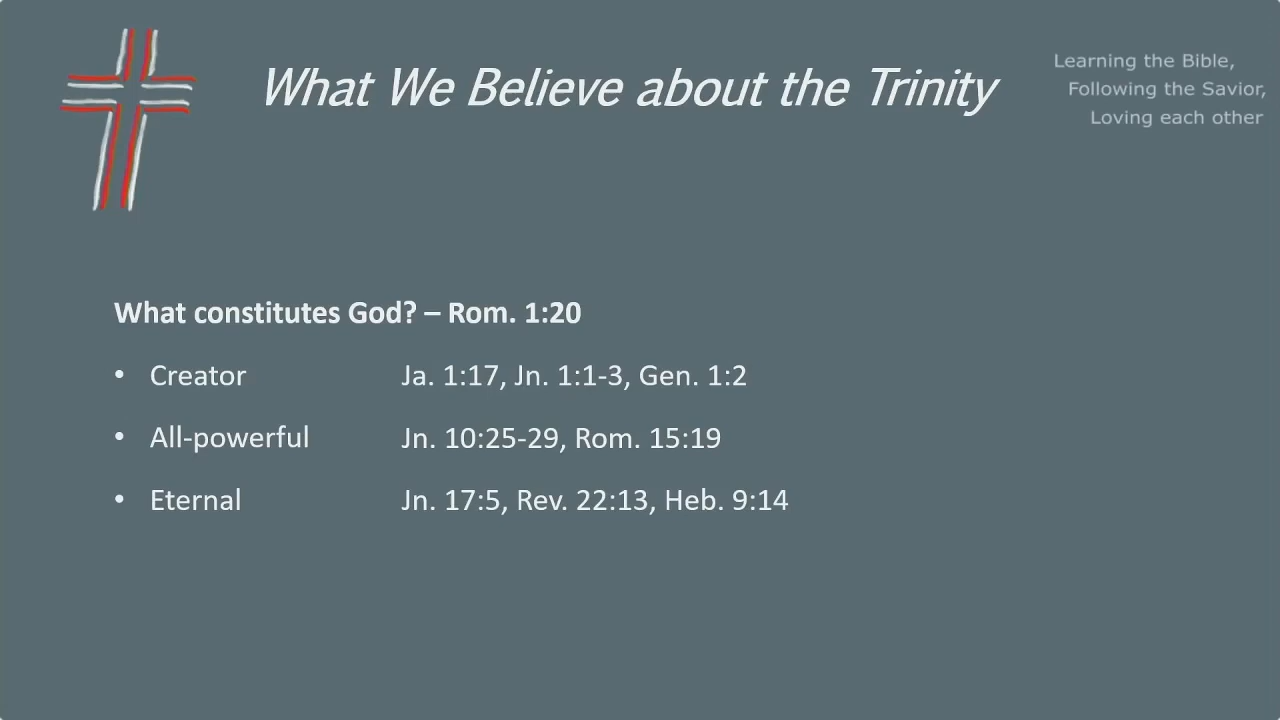 What We Believe about the Trinity
Learning the Bible,
Following the Savior,
Loving each other
What constitutes God? – Rom. 1:20
• Creator Ja. 1:17, Jn. 1:1-3, Gen. 1:2
• All-powerful Jn. 10:25-29, Rom. 15:19
• Eternal Jn. 17:5, Rev. 22:13, Heb. 9:14